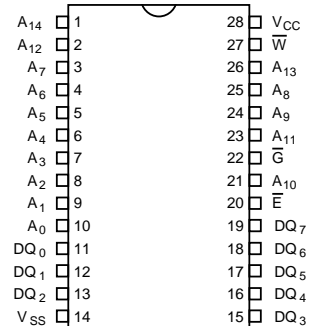 A14 1 28 VCC
A12 2 27 W̅
A7 3 26 A13
A6 4 25 A8
A5 5 24 A9
A4 6 23 A11
A3 7 22 G̅
A2 8 21 A10
A1 9 20 E̅
A0 10 19 DQ7
DQ0 11 18 DQ6
DQ1 12 17 DQ5
DQ2 13 16 DQ4
VSS 14 15 DQ3